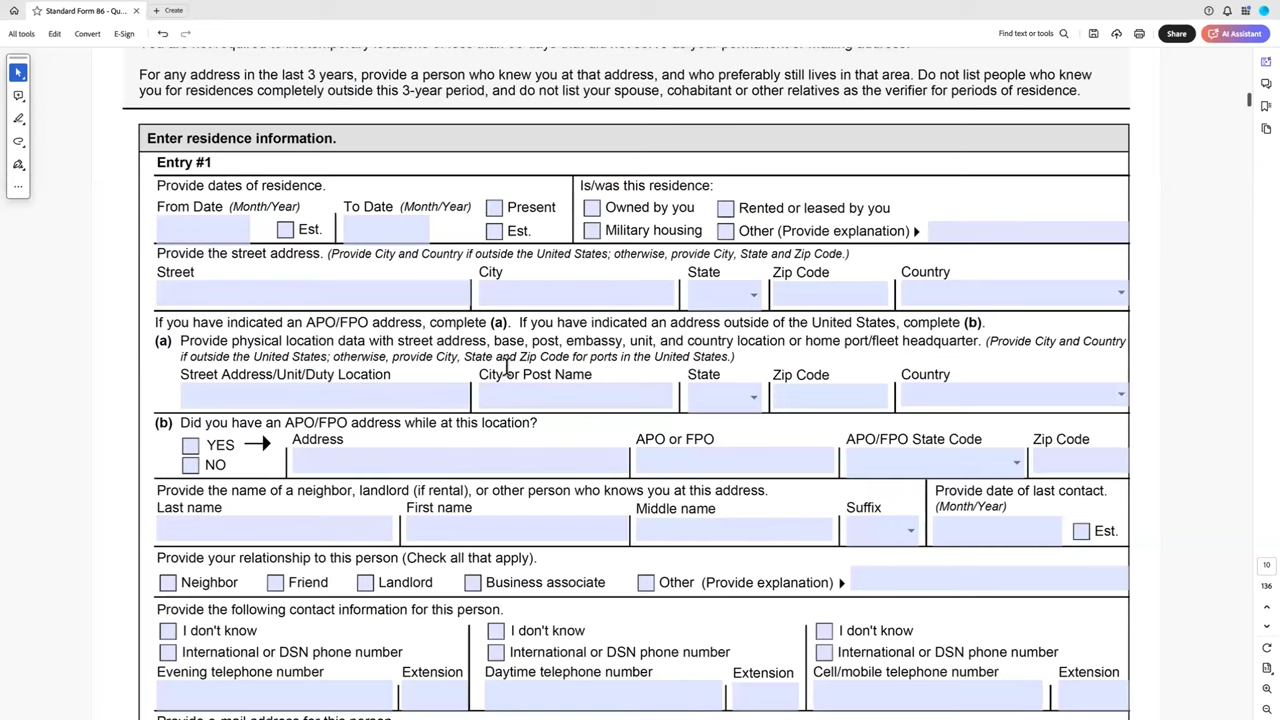 Standard Form 86 - Qu...
Create
All tools Edit Convert E-Sign
Find text or tools
Share
AI Assistant
For any address in the last 3 years, provide a person who knew you at that address, and who preferably still lives in that area. Do not list people who knew
you for residences completely outside this 3-year period, and do not list your spouse, cohabitant or other relatives as the verifier for periods of residence.
Enter residence information.
Entry #1
Provide dates of residence.
From Date (Month/Year)
Est.
To Date (Month/Year)
Present
Est.
Is/was this residence:
Owned by you
Rented or leased by you
Military housing
Other (Provide explanation)
Provide the street address. (Provide City and Country if outside the United States; otherwise, provide City, State and Zip Code.)
Street City State Zip Code Country
If you have indicated an APO/FPO address, complete (a). If you have indicated an address outside of the United States, complete (b).
(a) Provide physical location data with street address, base, post, embassy, unit, and country location or home port/fleet headquarter. (Provide City and Country
if outside the United States; otherwise, provide City, State and Zip Code for ports in the United States.)
Street Address/Unit/Duty Location City or Post Name State Zip Code Country
(b) Did you have an APO/FPO address while at this location?
YES
NO
Address APO or FPO APO/FPO State Code Zip Code
Provide the name of a neighbor, landlord (if rental), or other person who knows you at this address.
Last name First name Middle name Suffix
Provide date of last contact.
(Month/Year)
Est.
Provide your relationship to this person (Check all that apply).
Neighbor Friend Landlord Business associate Other (Provide explanation)
Provide the following contact information for this person.
I don't know I don't know I don't know
International or DSN phone number International or DSN phone number International or DSN phone number
Evening telephone number Extension Daytime telephone number Extension Cell/mobile telephone number Extension
Provide e-mail address for this person.
10
136